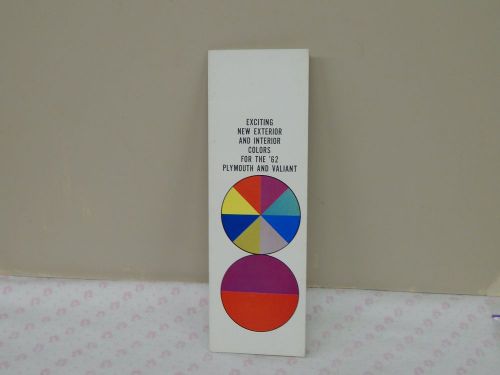 EXCITING
NEW EXTERIOR
AND INTERIOR
COLORS
FOR THE '62
PLYMOUTH AND VALIANT